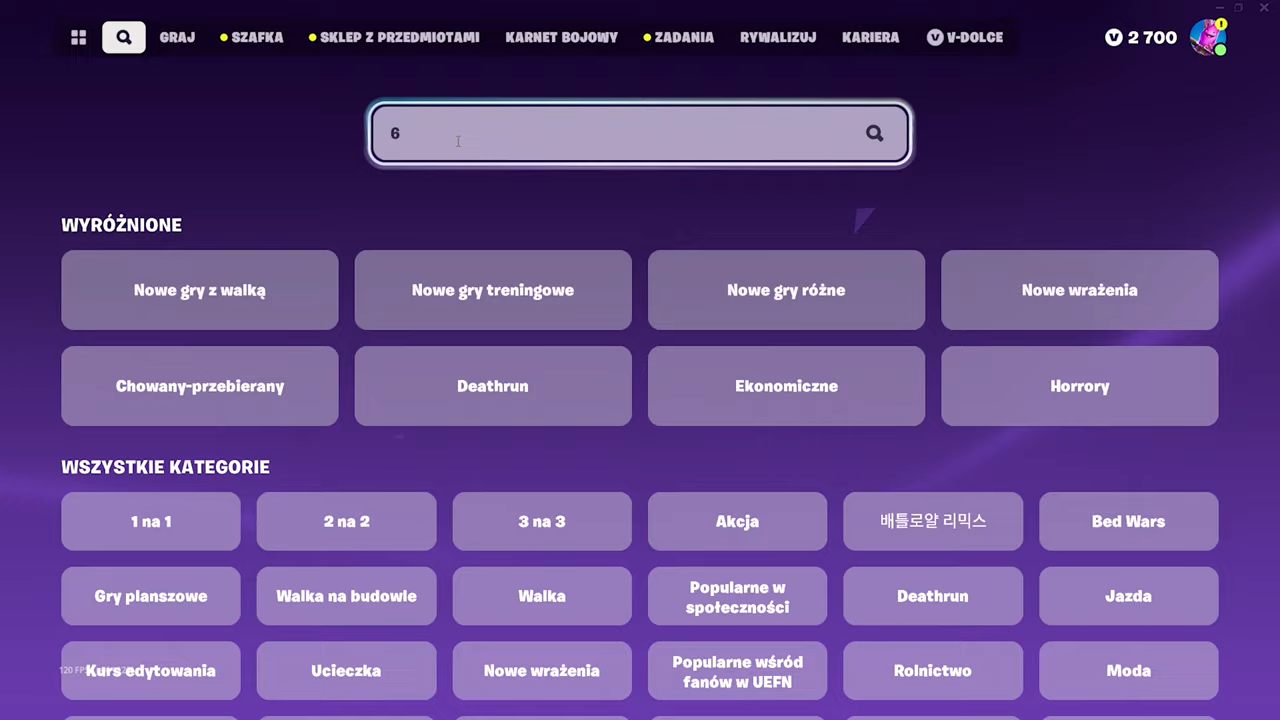 GRAJ SZAFKA SKLEP Z PRZEDMIOTAMI KARNET BOJOWY ZADANIA RYWALIZUJ KARIERA V-DOLCE 2 700
6
WYRÓŻNIONE
Nowe gry z walką Nowe gry treningowe Nowe gry różne Nowe wrażenia
Chowany-przebierany Deathrun Ekonomiczne Horrory
WSZYSTKIE KATEGORIE
1 na 1 2 na 2 3 na 3 Akcja 배틀로얄 리믹스 Bed Wars
Gry planszowe Walka na budowle Walka Popularne w społeczności Deathrun Jazda
120 FPS Kurs edytowania Ucieczka Nowe wrażenia Popularne wśród fanów w UEFN Rolnictwo Moda